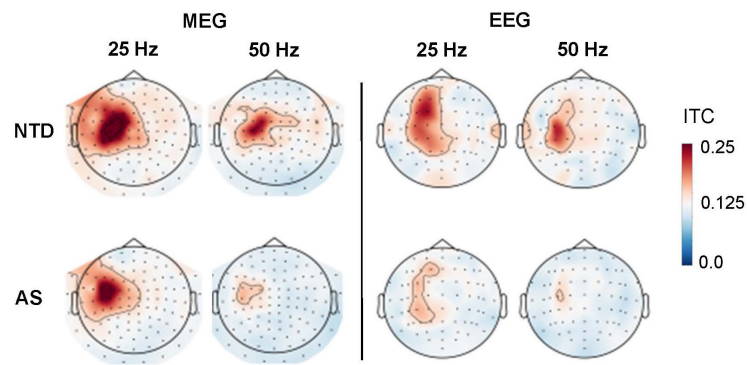 MEG EEG
25 Hz 50 Hz 25 Hz 50 Hz
NTD
ITC
0.25
0.125
0.0
AS